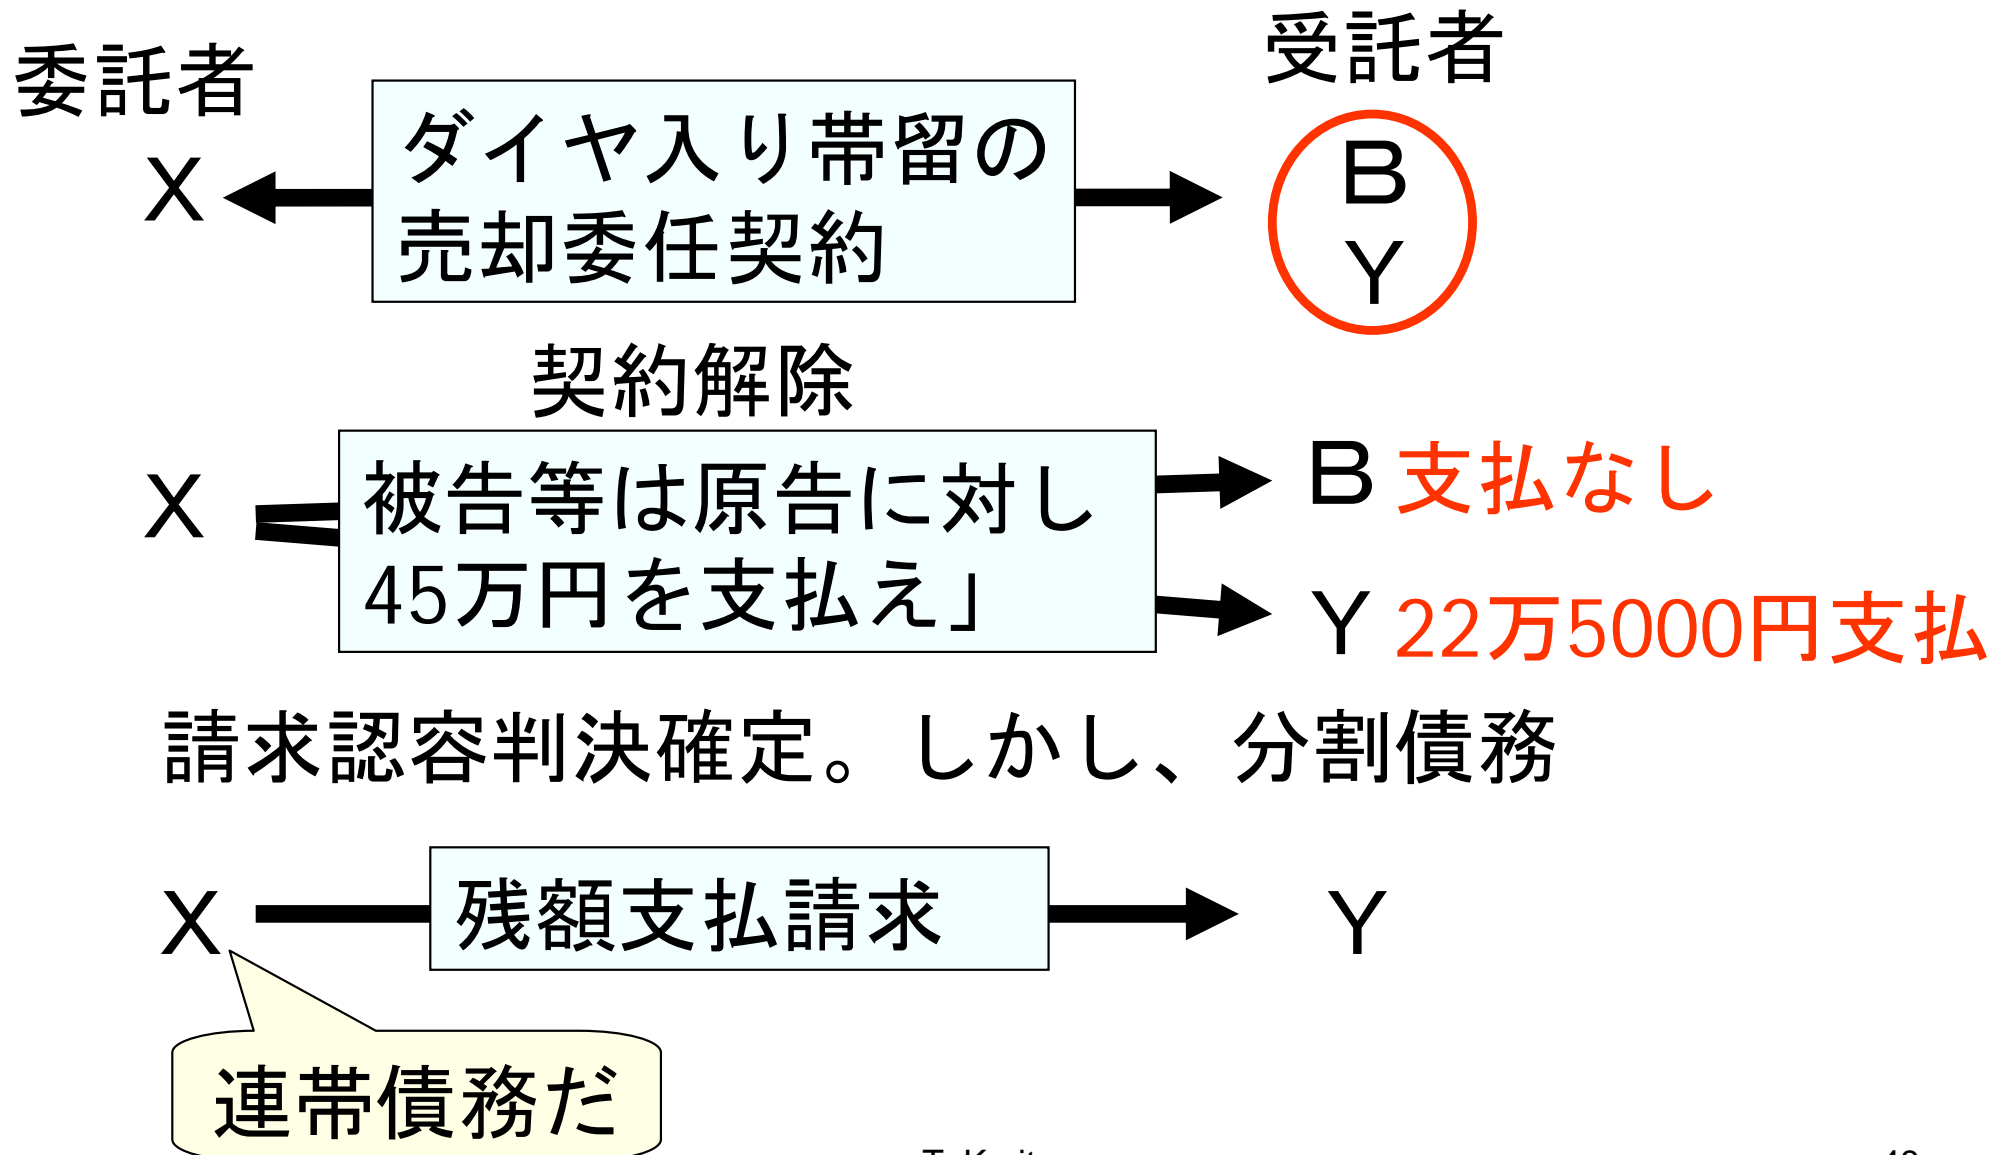 委託者
受託者
X
ダイヤ入り帯留の
売却委任契約
B
Y
契約解除
X
被告等は原告に対し
45万円を支払え」
B 支払なし
Y 22万5000円支払
請求認容判決確定。しかし、分割債務
X
残額支払請求
Y
連帯債務だ